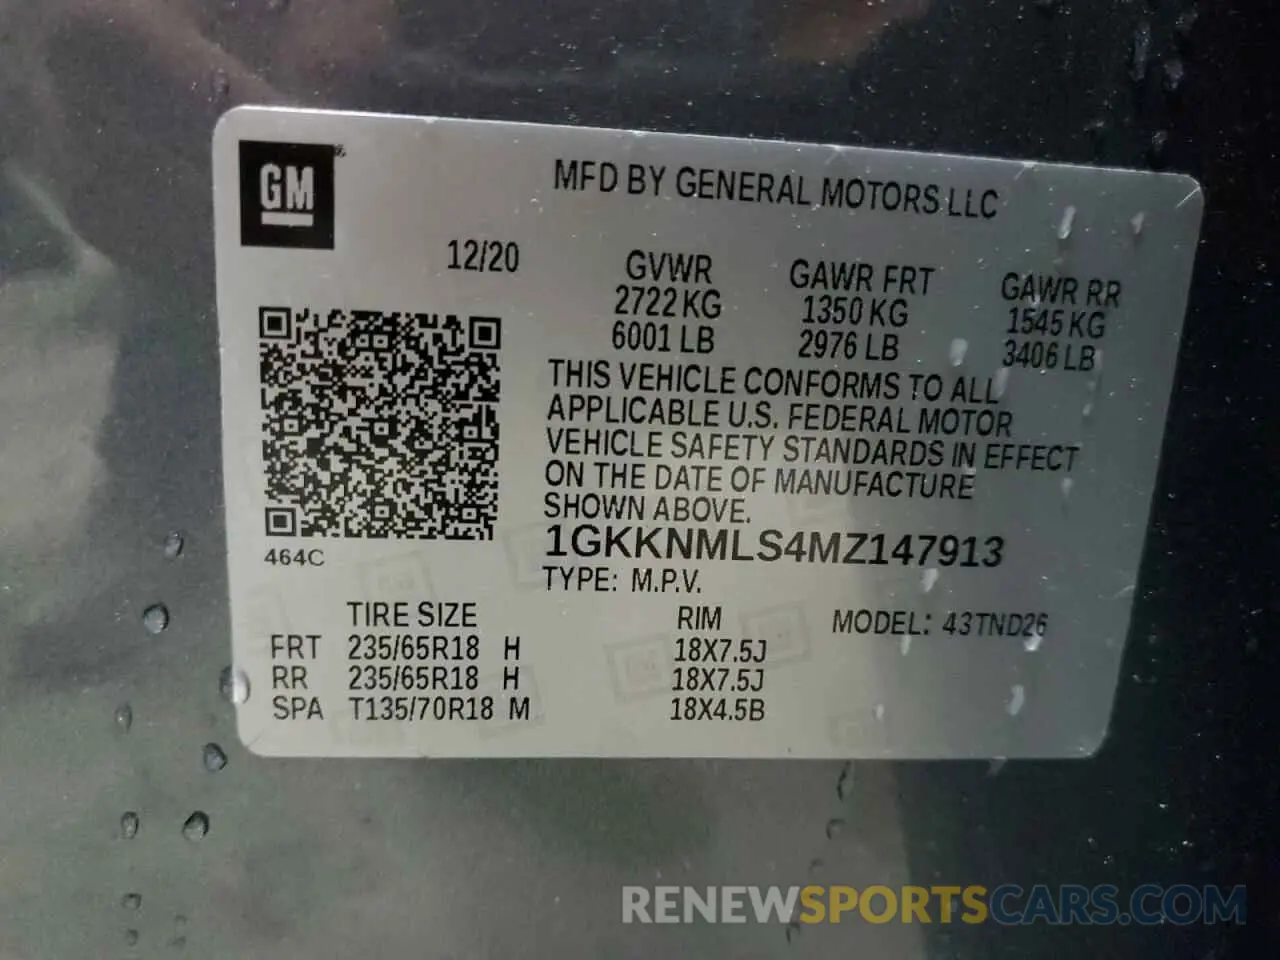 GM
MFD BY GENERAL MOTORS LLC
12/20
GVWR GAWR FRT GAWR RR
2722 KG 1350 KG 1545 KG
6001 LB 2976 LB 3406 LB
THIS VEHICLE CONFORMS TO ALL
APPLICABLE U.S. FEDERAL MOTOR
VEHICLE SAFETY STANDARDS IN EFFECT
ON THE DATE OF MANUFACTURE
SHOWN ABOVE.
464C
1GKKNMLS4MZ147913
TYPE: M.P.V.
TIRE SIZE RIM MODEL: 43TND26
FRT 235/65R18 H 18X7.5J
RR 235/65R18 H 18X7.5J
SPA T135/70R18 M 18X4.5B
RENEWSPORTSCARS.COM